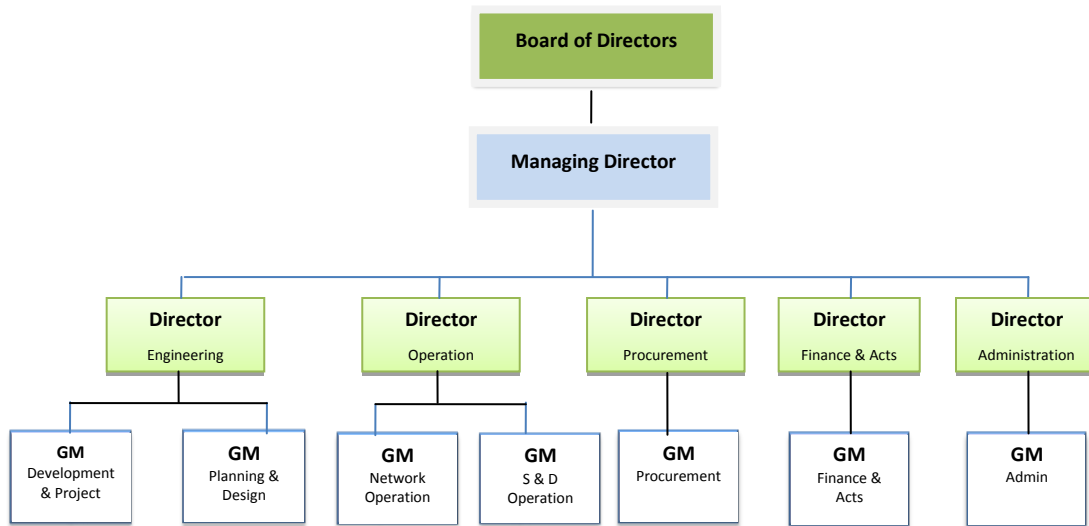 Board of Directors
Managing Director
Director
Engineering
Director
Operation
Director
Procurement
Director
Finance & Acts
Director
Administration
GM
Development
& Project
GM
Planning &
Design
GM
Network
Operation
GM
S & D
Operation
GM
Procurement
GM
Finance &
Acts
GM
Admin